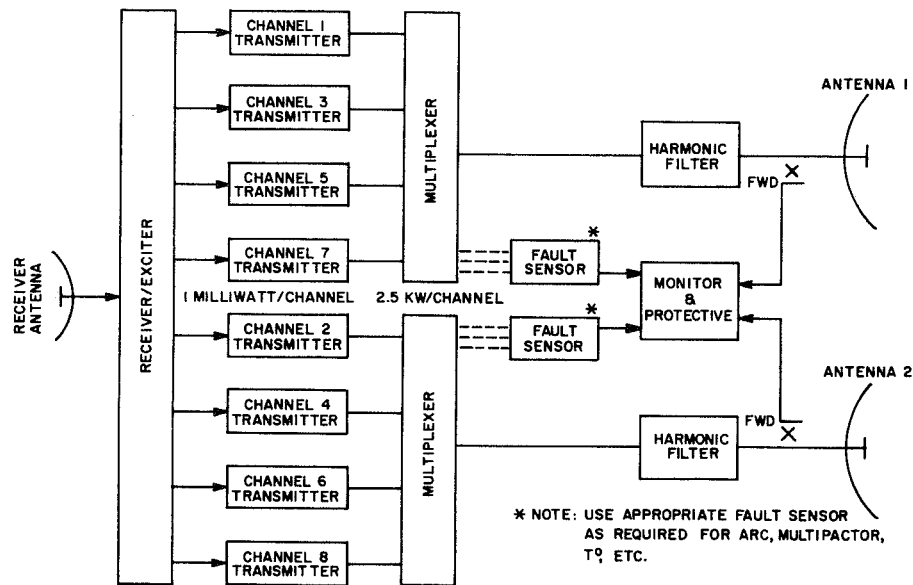 RECEIVER
ANTENNA
RECEIVER/EXCITER
CHANNEL 1
TRANSMITTER
CHANNEL 3
TRANSMITTER
CHANNEL 5
TRANSMITTER
CHANNEL 7
TRANSMITTER
1 MILLIWATT/CHANNEL
2.5 KW/CHANNEL
CHANNEL 2
TRANSMITTER
CHANNEL 4
TRANSMITTER
CHANNEL 6
TRANSMITTER
CHANNEL 8
TRANSMITTER
MULTIPLEXER
MULTIPLEXER
*
FAULT
SENSOR
*
FAULT
SENSOR
HARMONIC
FILTER
FWD
X
ANTENNA 1
MONITOR
&
PROTECTIVE
ANTENNA 2
FWD
X
HARMONIC
FILTER
* NOTE: USE APPROPRIATE FAULT SENSOR
AS REQUIRED FOR ARC, MULTIPACTOR,
T°, ETC.